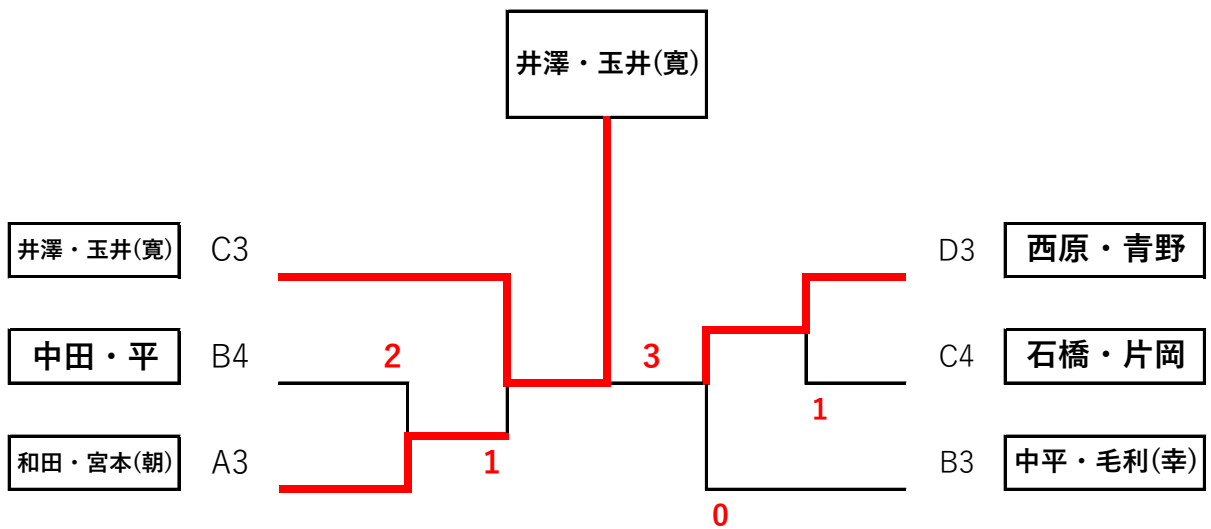 井澤・玉井(寛)
井澤・玉井(寛) C3
D3 西原・青野
中田・平 B4 2
3 C4 石橋・片岡
1
和田・宮本(朝) A3 1
B3 中平・毛利(幸)
0